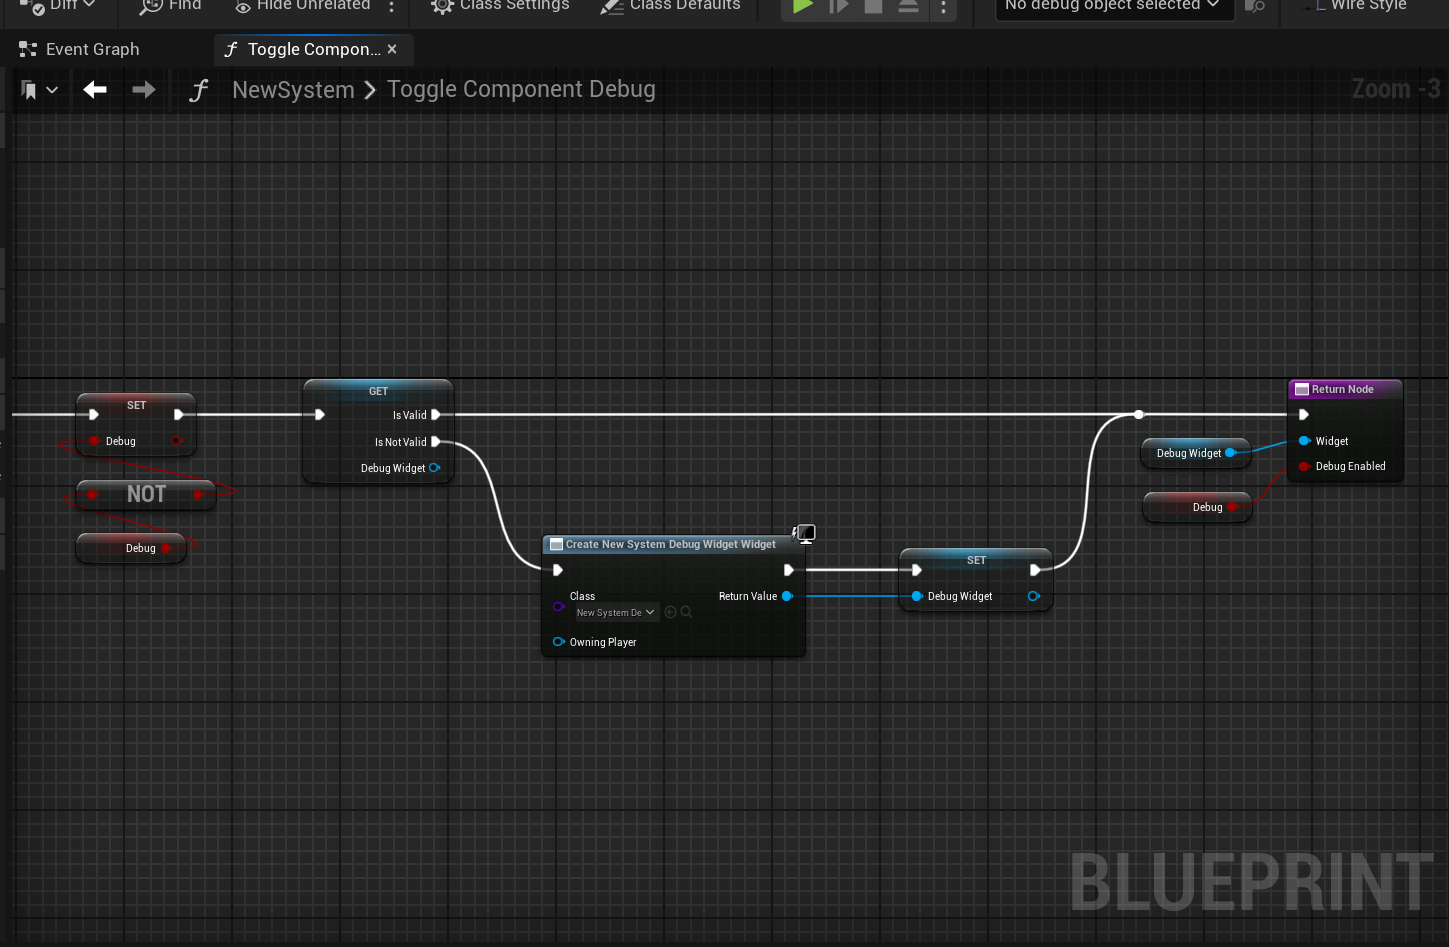 Diff
Find
Hide Unrelated
Class Settings
Class Defaults
No debug object selected
Wire Style
Event Graph
Toggle Compon...
NewSystem > Toggle Component Debug
Zoom -3
SET
Debug
NOT
Debug
GET
Is Valid
Is Not Valid
Debug Widget
Create New System Debug Widget Widget
Class
New System De
Return Value
Owning Player
SET
Debug Widget
Debug Widget
Debug
Return Node
Widget
Debug Enabled
BLUEPRINT